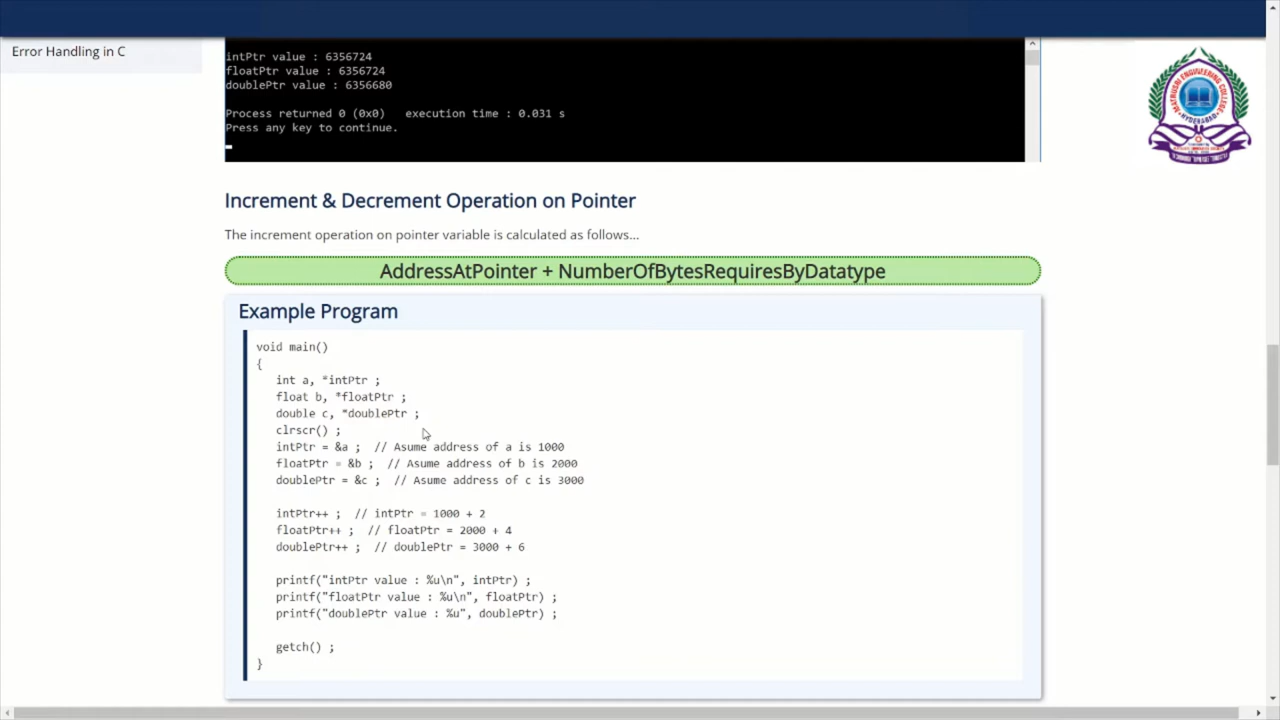 Error Handling in C
intPtr value : 6356724
floatPtr value : 6356724
doublePtr value : 6356680
Process returned 0 (0x0)   execution time : 0.031 s
Press any key to continue.
MATRUSRI ENGINEERING COLLEGE
HYDERABAD
Increment & Decrement Operation on Pointer
The increment operation on pointer variable is calculated as follows...
AddressAtPointer + NumberOfBytesRequiresByDatatype
Example Program
void main()
{
int a, *intPtr ;
float b, *floatPtr ;
double c, *doublePtr ;
clrscr() ;
intPtr = &a ;  // Asume address of a is 1000
floatPtr = &b ;  // Asume address of b is 2000
doublePtr = &c ;  // Asume address of c is 3000
intPtr++ ;  // intPtr = 1000 + 2
floatPtr++ ;  // floatPtr = 2000 + 4
doublePtr++ ;  // doublePtr = 3000 + 6
printf("intPtr value : %u\n", intPtr) ;
printf("floatPtr value : %u\n", floatPtr) ;
printf("doublePtr value : %u", doublePtr) ;
getch() ;
}